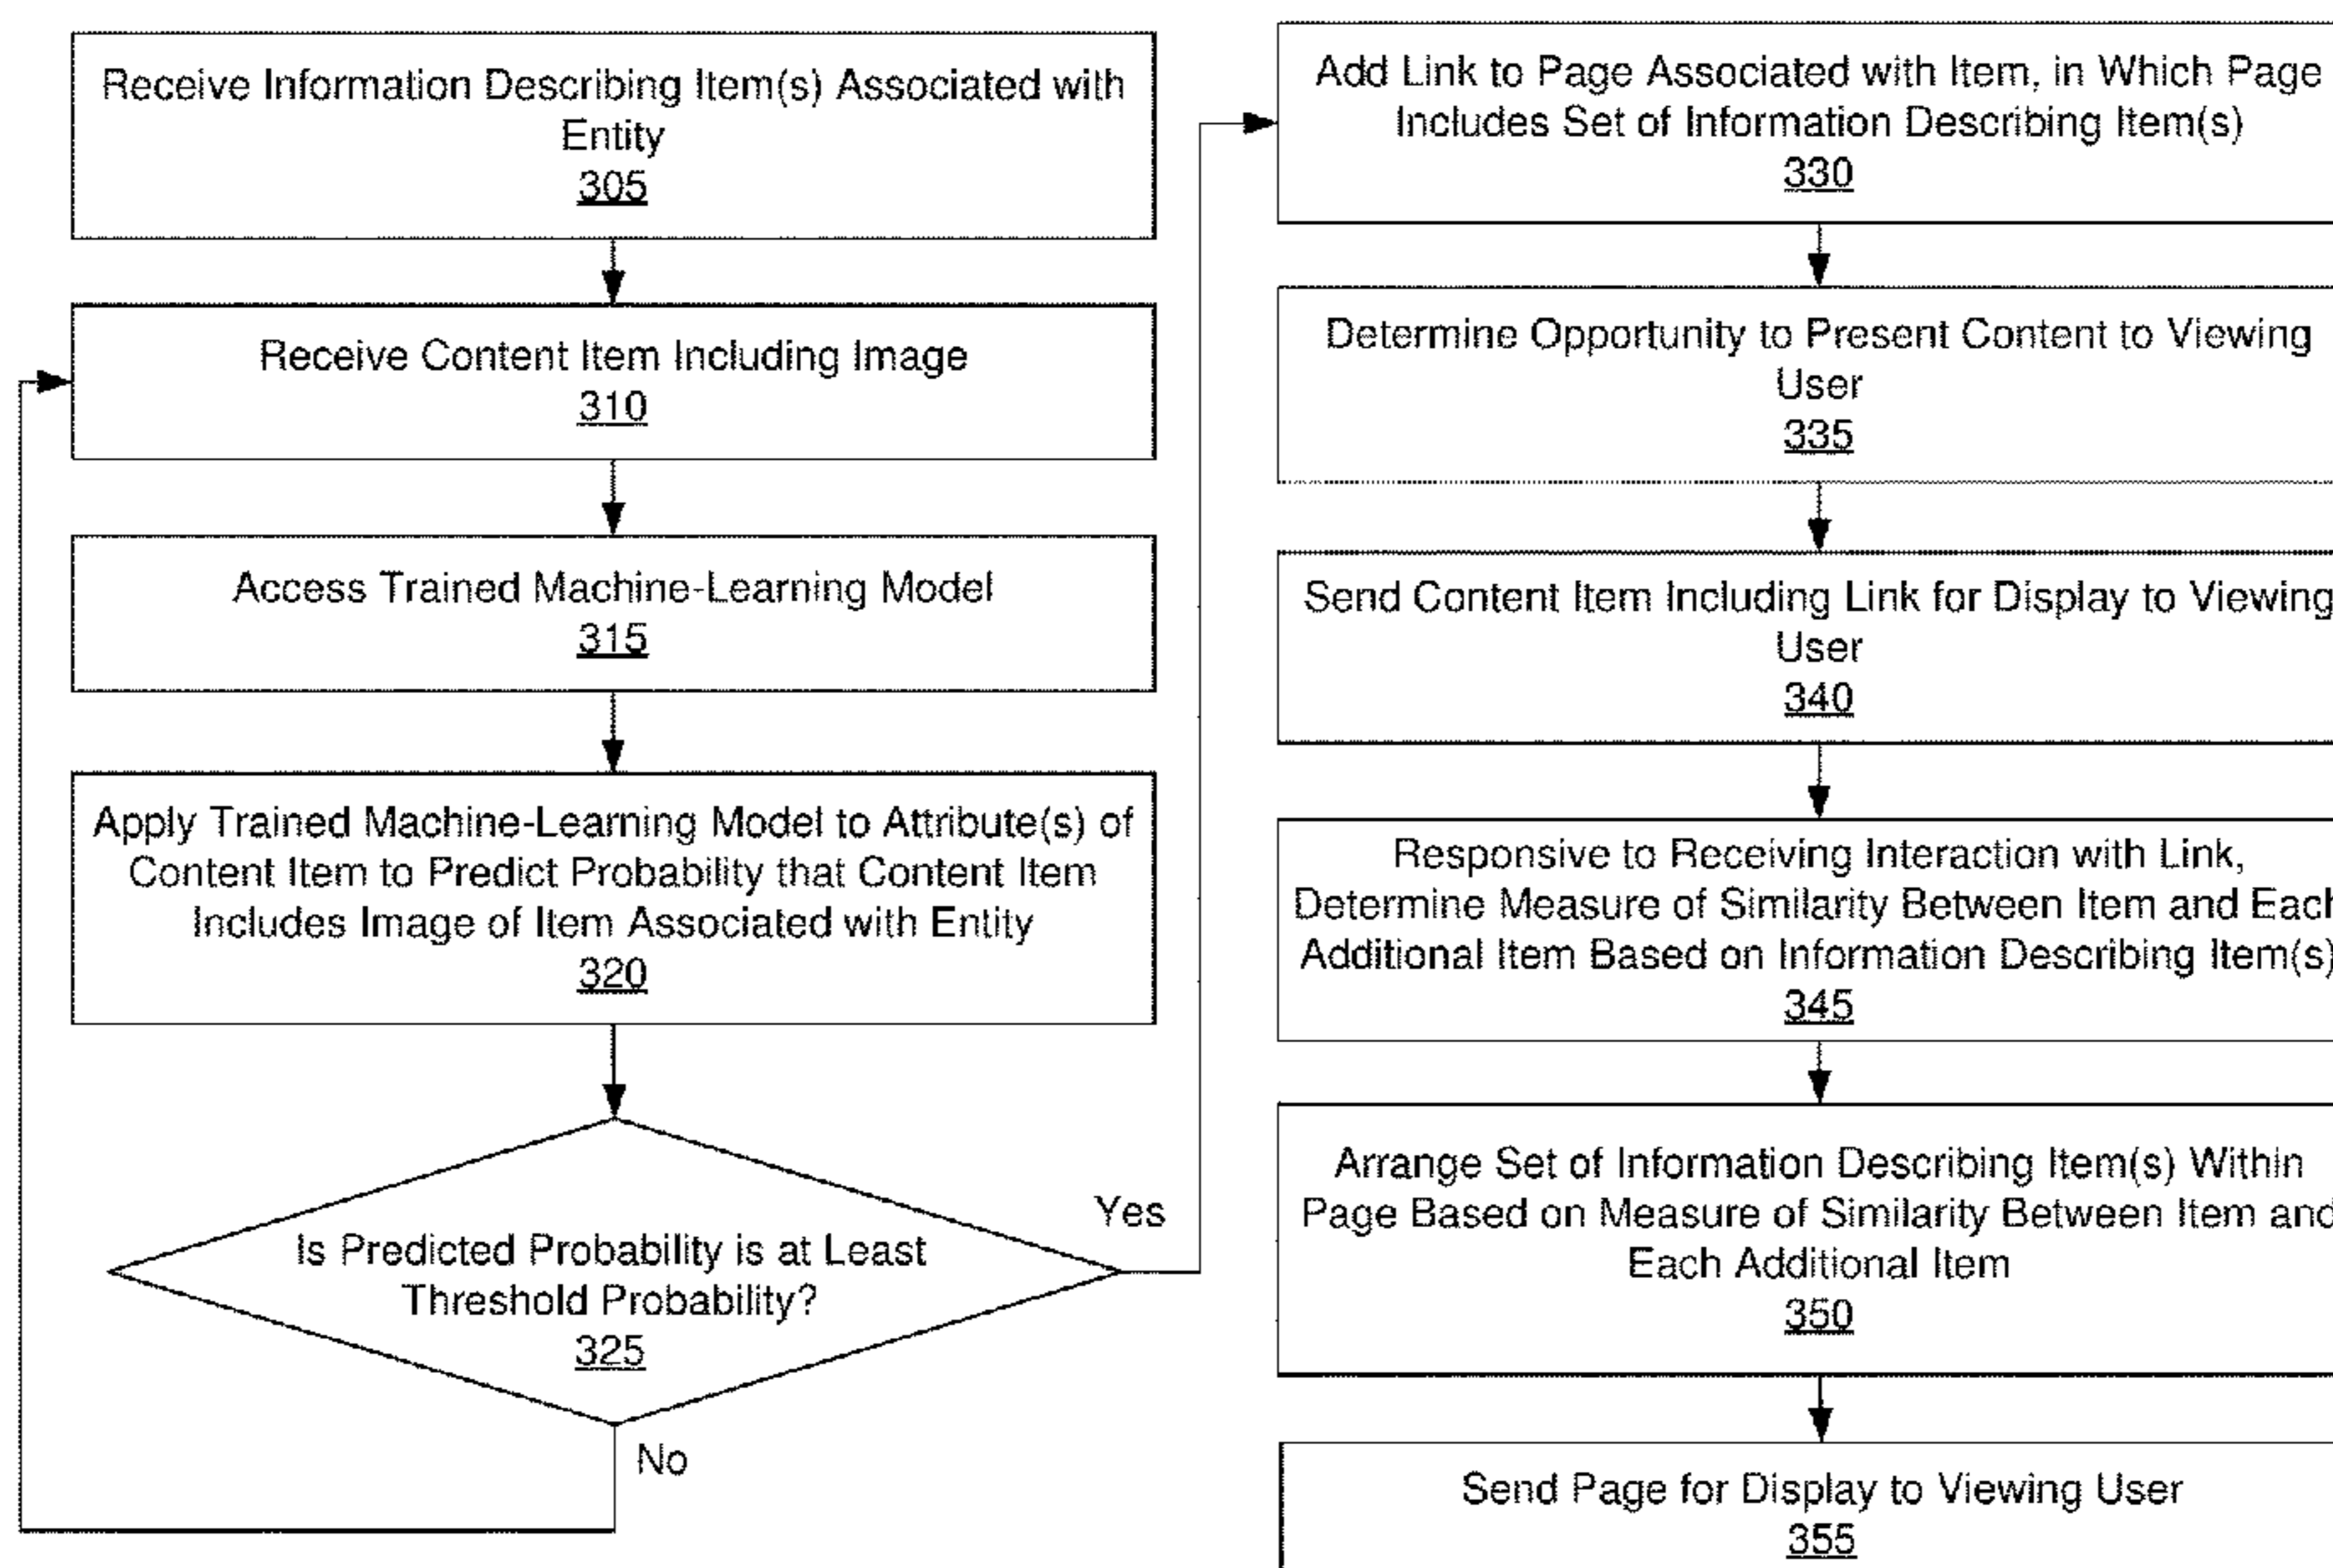 Receive Information Describing Item(s) Associated with
Entity
305
Receive Content Item Including Image
310
Access Trained Machine-Learning Model
315
Apply Trained Machine-Learning Model to Attribute(s) of
Content Item to Predict Probability that Content Item
Includes Image of Item Associated with Entity
320
Is Predicted Probability is at Least
Threshold Probability?
325
Yes
No
Add Link to Page Associated with Item, in Which Page
Includes Set of Information Describing Item(s)
330
Determine Opportunity to Present Content to Viewing
User
335
Send Content Item Including Link for Display to Viewing
User
340
Responsive to Receiving Interaction with Link,
Determine Measure of Similarity Between Item and Each
Additional Item Based on Information Describing Item(s)
345
Arrange Set of Information Describing Item(s) Within
Page Based on Measure of Similarity Between Item and
Each Additional Item
350
Send Page for Display to Viewing User
355